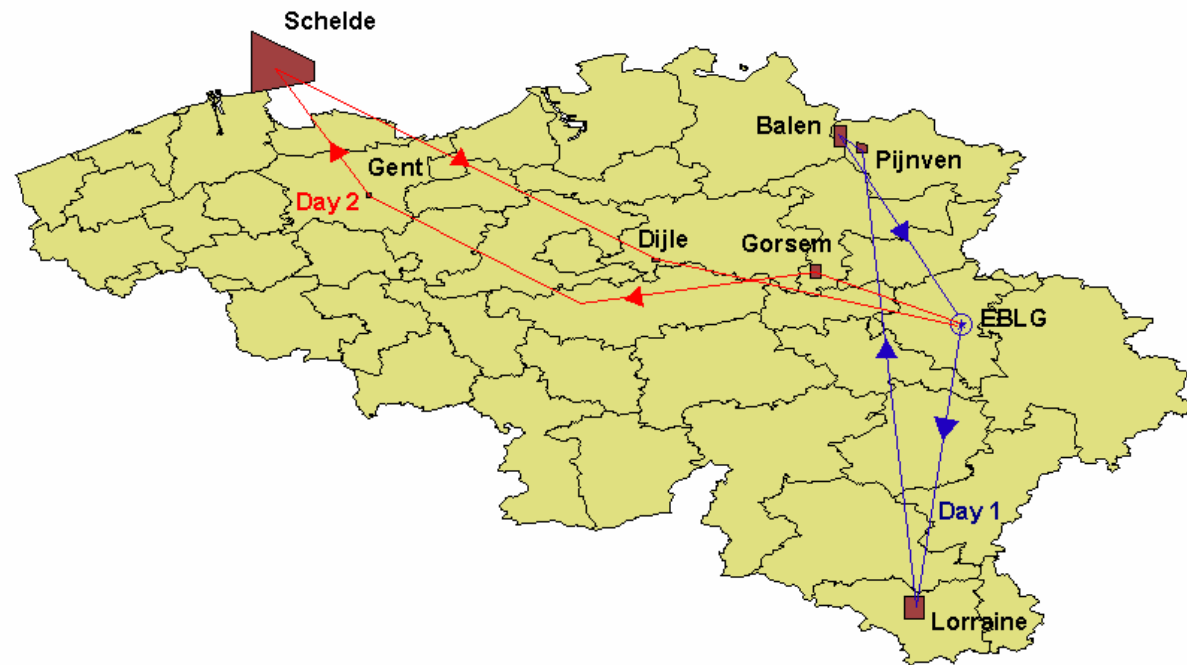 Schelde
Balen
Pijnven
Gent
Day 2
Dijle
Gorsem
EBLG
Day 1
Lorraine